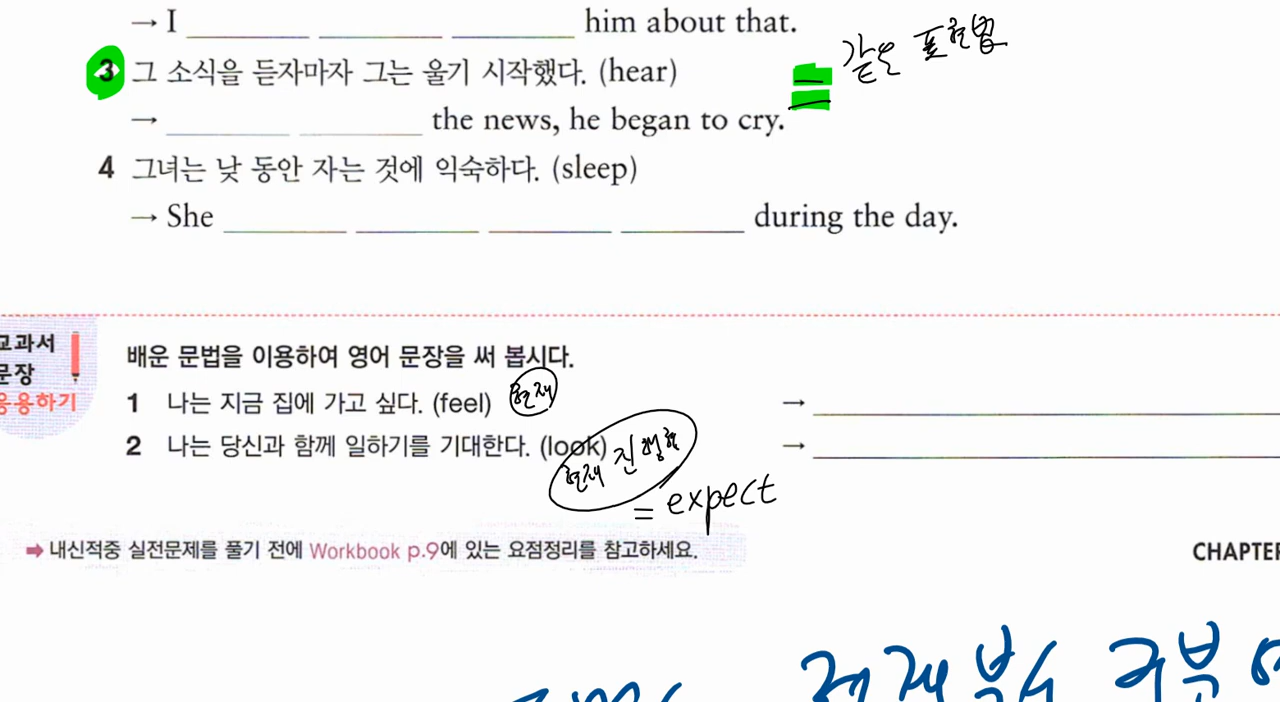 → I ________ ________ ________ him about that.
같은 표현법
3 그 소식을 듣자마자 그는 울기 시작했다. (hear)
=
→ ________ ________ the news, he began to cry.
4 그녀는 낮 동안 자는 것에 익숙하다. (sleep)
→ She ________ ________ ________ ________ during the day.
교과서
문장
응용하기
배운 문법을 이용하여 영어 문장을 써 봅시다.
1 나는 지금 집에 가고 싶다. (feel) 현재 → ________
2 나는 당신과 함께 일하기를 기대한다. (look) → ________
현재 진행형
= expect
➡ 내신적중 실전문제를 풀기 전에 Workbook p.9에 있는 요점정리를 참고하세요.
CHAPTER